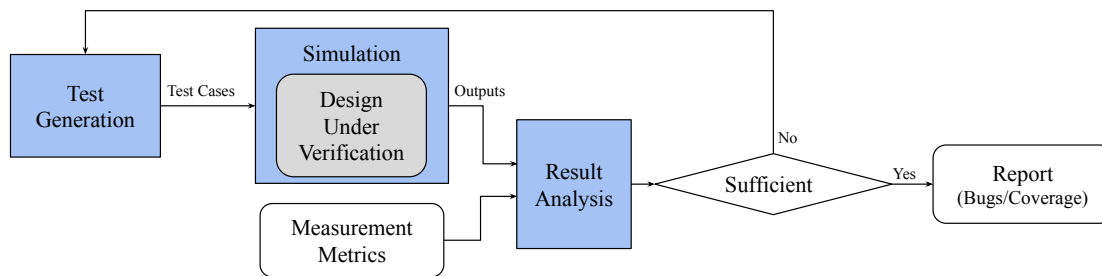 Test
Generation
Test Cases
Simulation
Design
Under
Verification
Outputs
Measurement
Metrics
Result
Analysis
Sufficient
No
Yes
Report
(Bugs/Coverage)